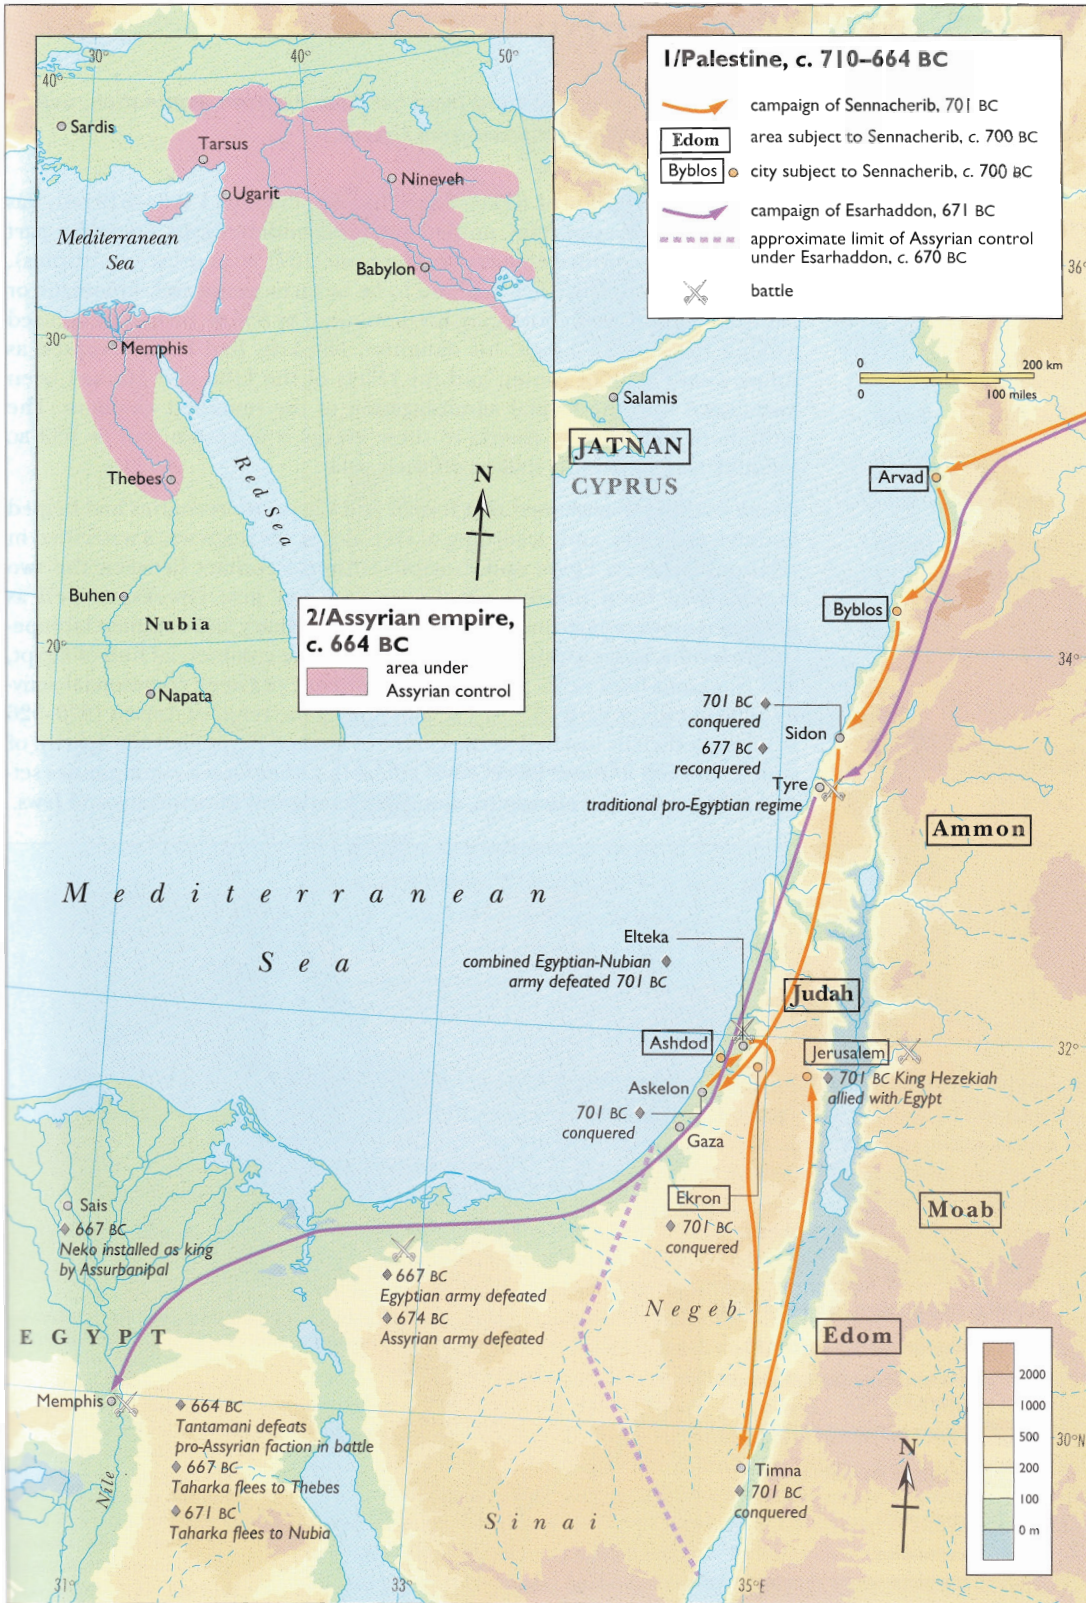 1/Palestine, c. 710–664 BC
campaign of Sennacherib, 701 BC
Edom
area subject to Sennacherib, c. 700 BC
Byblos
city subject to Sennacherib, c. 700 BC
campaign of Esarhaddon, 671 BC
approximate limit of Assyrian control
under Esarhaddon, c. 670 BC
battle
30°
40°
50°
40°
Sardis
Tarsus
Ugarit
Nineveh
Mediterranean
Sea
Babylon
30°
Memphis
Thebes
Red Sea
N
Buhen
Nubia
20°
Napata
2/Assyrian empire,
c. 664 BC
area under
Assyrian control
36°
0
200 km
0
100 miles
Salamis
JATNAN
CYPRUS
Arvad
Byblos
34°
701 BC
conquered
677 BC
reconquered
Sidon
Tyre
traditional pro-Egyptian regime
Ammon
Mediterranean
Sea
Elteka
combined Egyptian-Nubian
army defeated 701 BC
Judah
Ashdod
Jerusalem
32°
701 BC King Hezekiah
allied with Egypt
Askelon
701 BC
conquered
Gaza
Ekron
701 BC
conquered
Moab
Sais
667 BC
Neko installed as king
by Assurbanipal
667 BC
Egyptian army defeated
674 BC
Assyrian army defeated
Negeb
Edom
EGYPT
Memphis
664 BC
Tantamani defeats
pro-Assyrian faction in battle
667 BC
Taharka flees to Thebes
671 BC
Taharka flees to Nubia
Nile
Sinai
Timna
701 BC
conquered
N
2000
1000
500
200
100
0 m
30°N
31°
33°
35°E